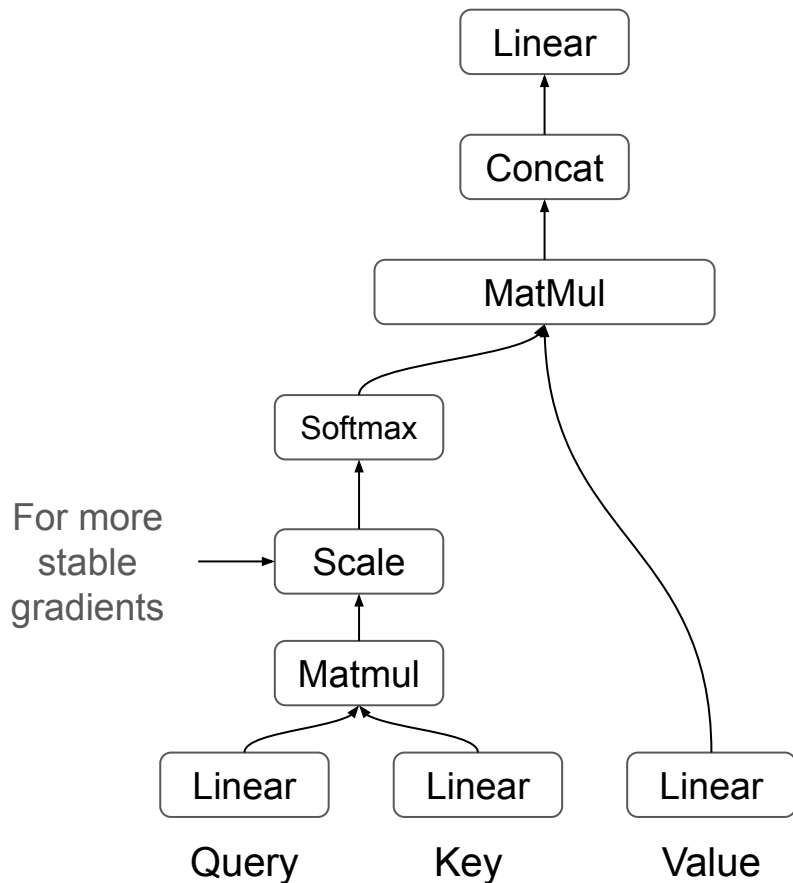 Linear
Concat
MatMul
Softmax
For more
stable
gradients
Scale
Matmul
Linear
Linear
Linear
Query
Key
Value